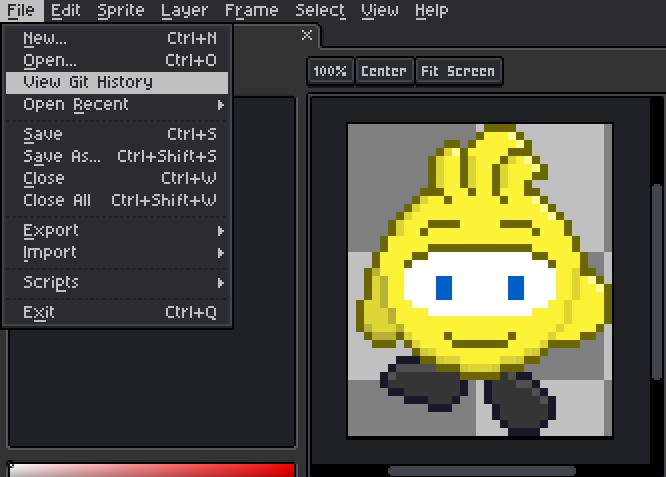 File Edit Sprite Layer Frame Select View Help
New... Ctrl+N
Open... Ctrl+O
View Git History
Open Recent
Save Ctrl+S
Save As... Ctrl+Shift+S
Close Ctrl+W
Close All Ctrl+Shift+W
Export
Import
Scripts
Exit Ctrl+Q
100% Center Fit Screen